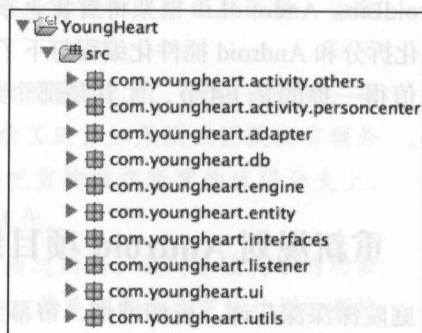 YoungHeart
src
com.youngheart.activity.others
com.youngheart.activity.personcenter
com.youngheart.adapter
com.youngheart.db
com.youngheart.engine
com.youngheart.entity
com.youngheart.interfaces
com.youngheart.listener
com.youngheart.ui
com.youngheart.utils